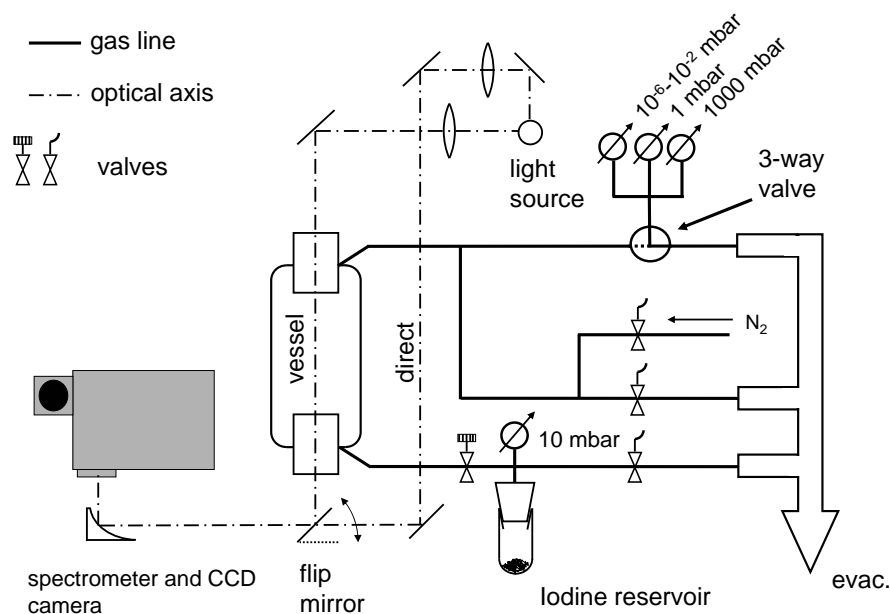 gas line
optical axis
valves
10⁻⁶-10⁻² mbar
1 mbar
1000 mbar
light
source
3-way
valve
vessel
direct
N₂
10 mbar
spectrometer and CCD
camera
flip
mirror
Iodine reservoir
evac.